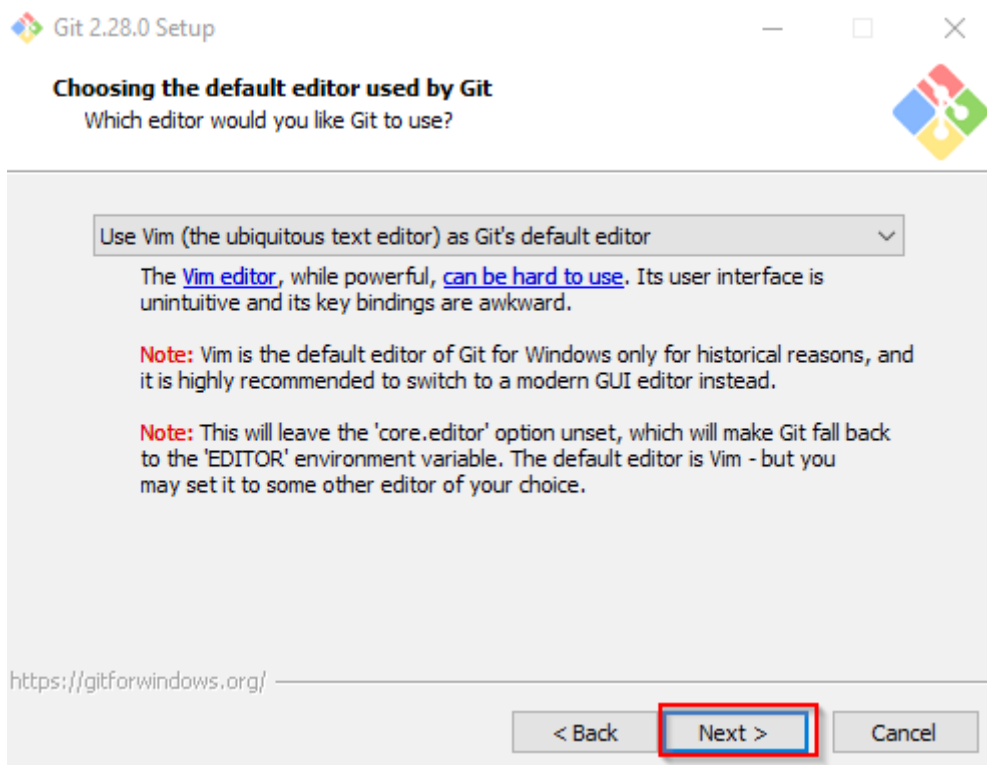 Git 2.28.0 Setup
Choosing the default editor used by Git
Which editor would you like Git to use?
Use Vim (the ubiquitous text editor) as Git's default editor
The Vim editor, while powerful, can be hard to use. Its user interface is
unintuitive and its key bindings are awkward.
Note: Vim is the default editor of Git for Windows only for historical reasons, and
it is highly recommended to switch to a modern GUI editor instead.
Note: This will leave the 'core.editor' option unset, which will make Git fall back
to the 'EDITOR' environment variable. The default editor is Vim - but you
may set it to some other editor of your choice.
https://gitforwindows.org/
< Back Next > Cancel